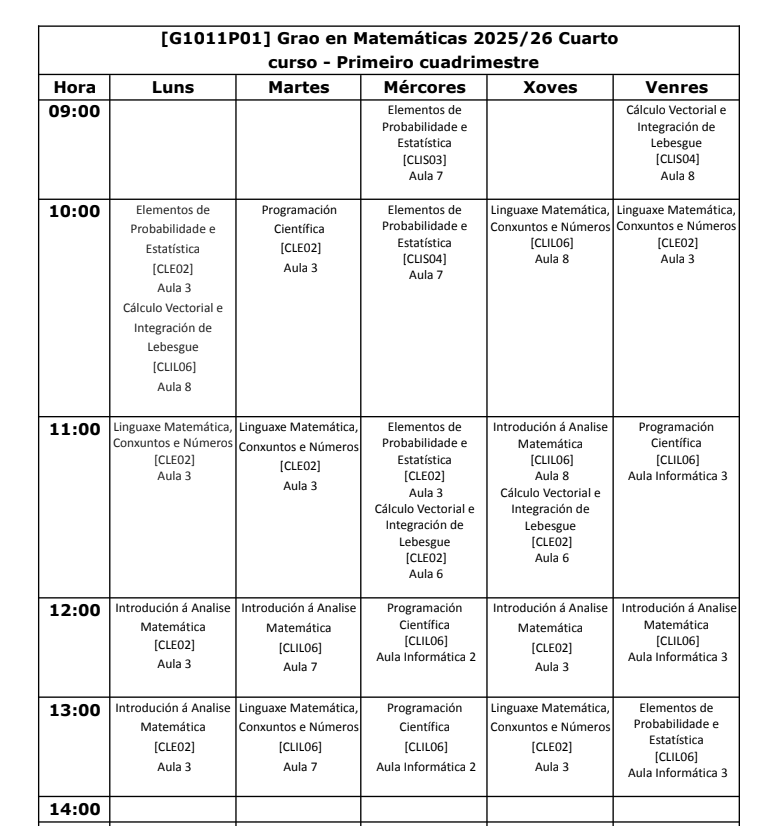 [G1011P01] Grao en Matemáticas 2025/26 Cuarto
curso - Primeiro cuadrimestre
Hora Luns Martes Mércores Xoves Venres
09:00
Elementos de
Probabilidade e
Estatística
[CLIS03]
Aula 7
Cálculo Vectorial e
Integración de
Lebesgue
[CLIS04]
Aula 8
10:00
Elementos de
Probabilidade e
Estatística
[CLE02]
Aula 3
Cálculo Vectorial e
Integración de
Lebesgue
[CLIL06]
Aula 8
Programación
Científica
[CLE02]
Aula 3
Elementos de
Probabilidade e
Estatística
[CLIS04]
Aula 7
Linguaxe Matemática,
Conxuntos e Números
[CLIL06]
Aula 8
Linguaxe Matemática,
Conxuntos e Números
[CLE02]
Aula 3
11:00
Linguaxe Matemática,
Conxuntos e Números
[CLE02]
Aula 3
Linguaxe Matemática,
Conxuntos e Números
[CLE02]
Aula 3
Elementos de
Probabilidade e
Estatística
[CLE02]
Aula 3
Cálculo Vectorial e
Integración de
Lebesgue
[CLE02]
Aula 6
Introdución á Analise
Matemática
[CLIL06]
Aula 8
Cálculo Vectorial e
Integración de
Lebesgue
[CLE02]
Aula 6
Programación
Científica
[CLIL06]
Aula Informática 3
12:00
Introdución á Analise
Matemática
[CLE02]
Aula 3
Introdución á Analise
Matemática
[CLIL06]
Aula 7
Programación
Científica
[CLIL06]
Aula Informática 2
Introdución á Analise
Matemática
[CLE02]
Aula 3
Introdución á Analise
Matemática
[CLIL06]
Aula Informática 3
13:00
Introdución á Analise
Matemática
[CLE02]
Aula 3
Linguaxe Matemática,
Conxuntos e Números
[CLIL06]
Aula 7
Programación
Científica
[CLIL06]
Aula Informática 2
Linguaxe Matemática,
Conxuntos e Números
[CLE02]
Aula 3
Elementos de
Probabilidade e
Estatística
[CLIL06]
Aula Informática 3
14:00